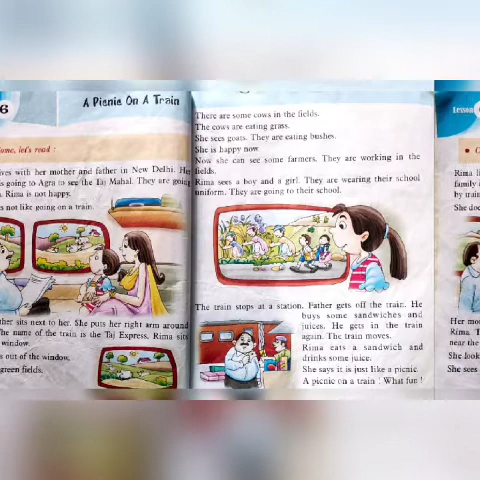 6
A Picnic On A Train
ome, let's read :
ives with her mother and father in New Delhi. He
is going to Agra to see the Taj Mahal. They are going
. Rima is not happy.
s not like going on a train.
ther sits next to her. She puts her right arm around
The name of the train is the Taj Express. Rima sits
window.
s out of the window.
green fields.
There are some cows in the fields.
The cows are eating grass.
She sees goats. They are eating bushes.
She is happy now.
Now she can see some farmers. They are working in the
fields.
Rima sees a boy and a girl. They are wearing their school
uniform. They are going to their school.
The train stops at a station. Father gets off the train. He
buys some sandwiches and
juices. He gets in the train
again. The train moves.
Rima eats a sandwich and
drinks some juice.
She says it is just like a picnic.
A picnic on a train ! What fun !
Lesson
Rima li
family i
by train
She doe
Her mo
Rima. T
near the
She look
She sees